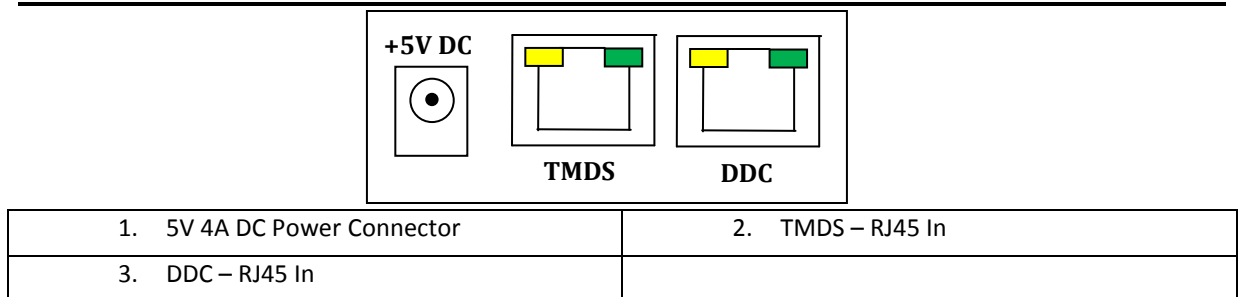 +5V DC
TMDS
DDC
1. 5V 4A DC Power Connector
2. TMDS – RJ45 In
3. DDC – RJ45 In